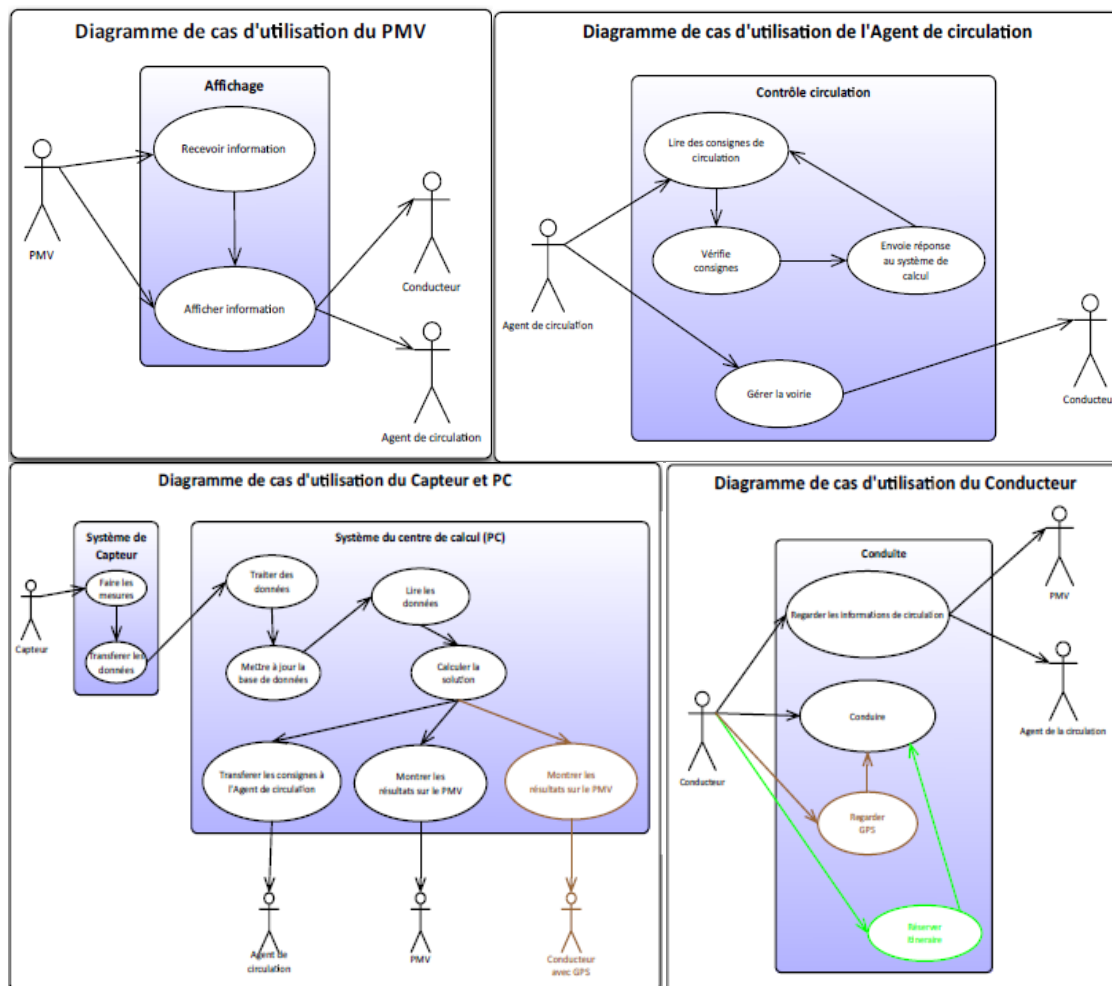 Diagramme de cas d'utilisation du PMV
Affichage
Recevoir information
PMV
Afficher information
Conducteur
Agent de circulation
Diagramme de cas d'utilisation de l'Agent de circulation
Contrôle circulation
Lire des consignes de
circulation
Vérifie
consignes
Envoie réponse
au système de
calcul
Agent de circulation
Gérer la voirie
Conducteur
Diagramme de cas d'utilisation du Capteur et PC
Système de
Capteur
Faire les
mesures
Capteur
Transferer les
données
Système du centre de calcul (PC)
Traiter des
données
Lire les
données
Mettre à jour la
base de données
Calculer la
solution
Transferer les consignes à
l'Agent de circulation
Montrer les
résultats sur le PMV
Montrer les
résultats sur le PMV
Agent de
circulation
PMV
Conducteur
avec GPS
Diagramme de cas d'utilisation du Conducteur
Conduite
Regarder les informations de circulation
PMV
Agent de la circulation
Conduire
Conducteur
Regarder
GPS
Réserver
itineraire